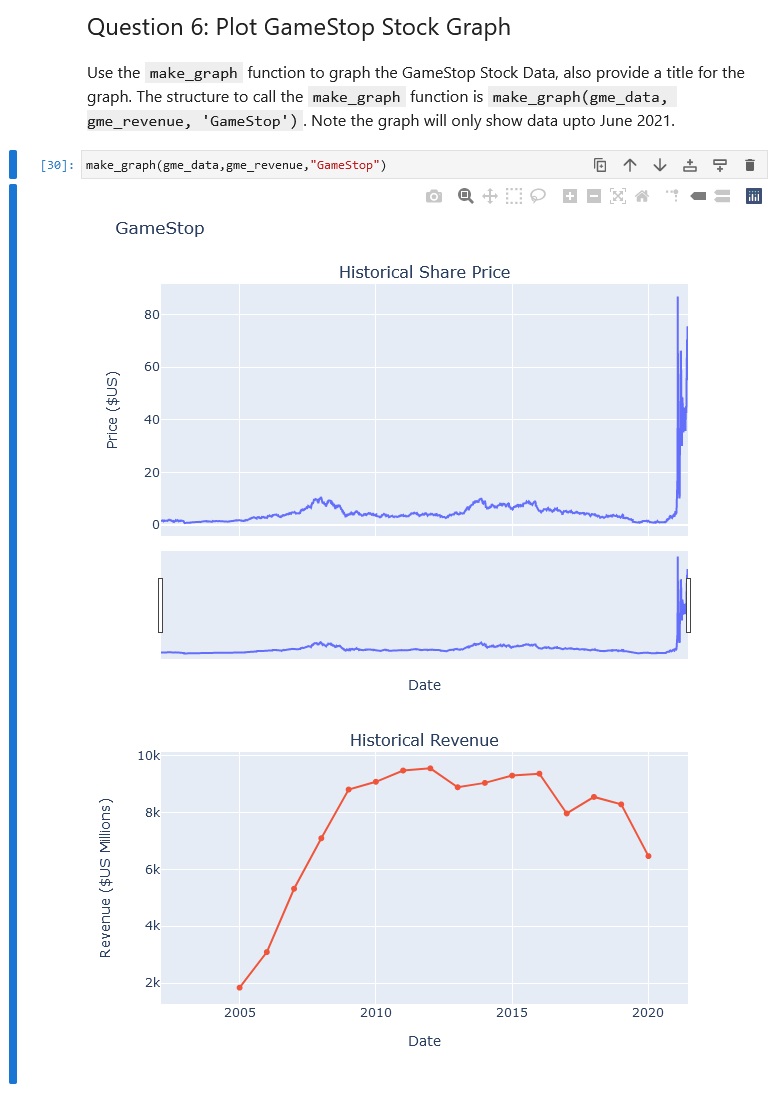 Question 6: Plot GameStop Stock Graph
Use the make_graph function to graph the GameStop Stock Data, also provide a title for the
graph. The structure to call the make_graph function is make_graph(gme_data,
gme_revenue, 'GameStop') . Note the graph will only show data upto June 2021.
[30]: make_graph(gme_data,gme_revenue,"GameStop")
GameStop
Historical Share Price
80
60
40
20
0
Price ($US)
Date
Historical Revenue
10k
8k
6k
4k
2k
Revenue ($US Millions)
2005 2010 2015 2020
Date